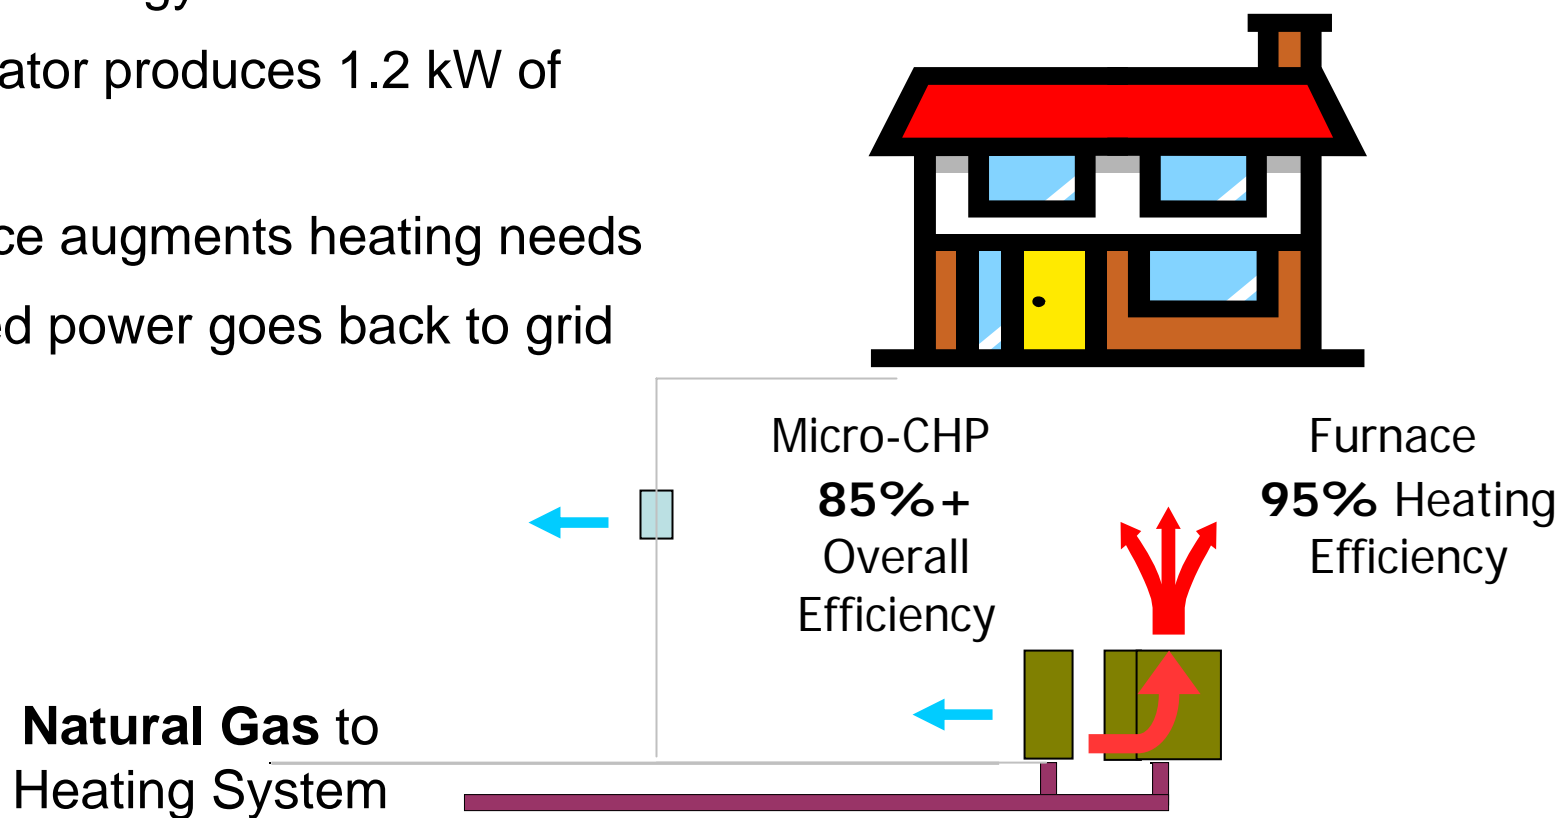 ator produces 1.2 kW of
ce augments heating needs
ed power goes back to grid
Micro-CHP
85%+
Overall
Efficiency
Furnace
95% Heating
Efficiency
Natural Gas to
Heating System